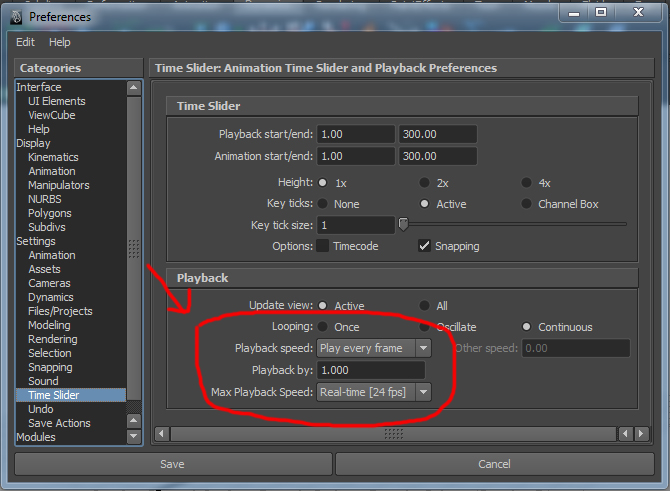 Preferences
Edit Help
Categories
Interface
UI Elements
ViewCube
Help
Display
Kinematics
Animation
Manipulators
NURBS
Polygons
Subdivs
Settings
Animation
Assets
Cameras
Dynamics
Files/Projects
Modeling
Rendering
Selection
Snapping
Sound
Time Slider
Undo
Save Actions
Modules
Time Slider: Animation Time Slider and Playback Preferences
Time Slider
Playback start/end: 1.00 300.00
Animation start/end: 1.00 300.00
Height: 1x 2x 4x
Key ticks: None Active Channel Box
Key tick size: 1
Options: Timecode Snapping
Playback
Update view: Active All
Looping: Once Oscillate Continuous
Playback speed: Play every frame Other speed: 0.00
Playback by: 1.000
Max Playback Speed: Real-time [24 fps]
Save Cancel